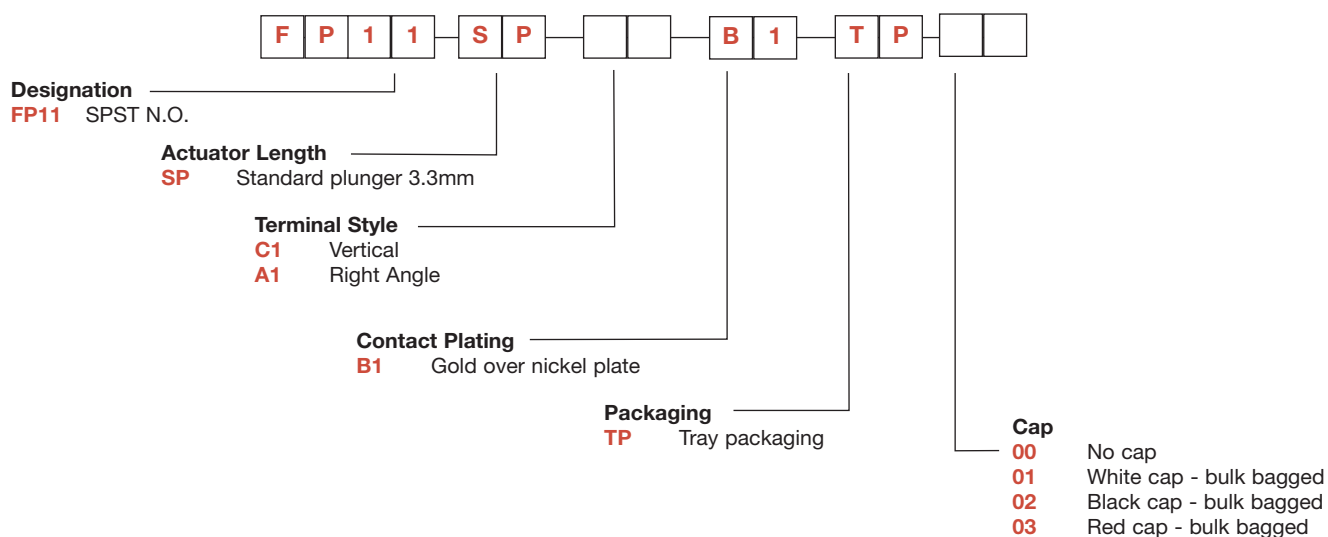 F P 1 1 S P B 1 T P
Designation
FP11 SPST N.O.
Actuator Length
SP Standard plunger 3.3mm
Terminal Style
C1 Vertical
A1 Right Angle
Contact Plating
B1 Gold over nickel plate
Packaging
TP Tray packaging
Cap
00 No cap
01 White cap - bulk bagged
02 Black cap - bulk bagged
03 Red cap - bulk bagged